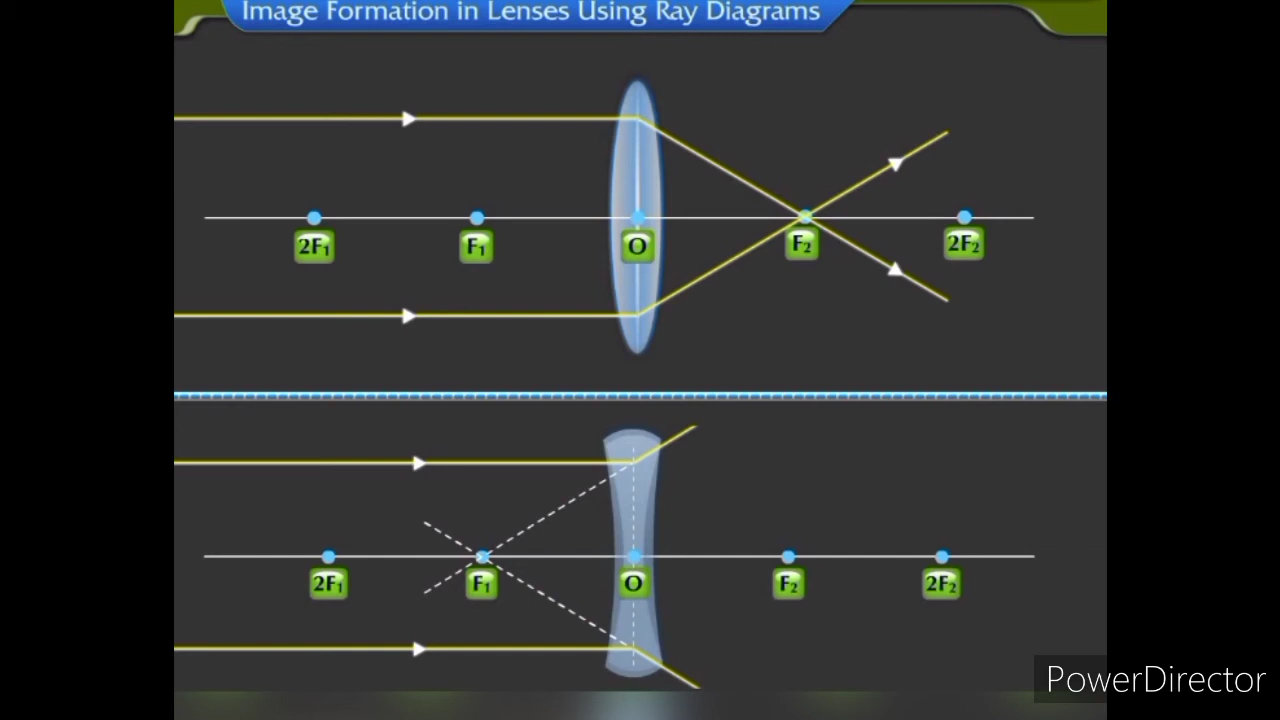 Image Formation in Lenses Using Ray Diagrams
2F₁ F₁ O F₂ 2F₂
2F₁ F₁ O F₂ 2F₂
PowerDirector